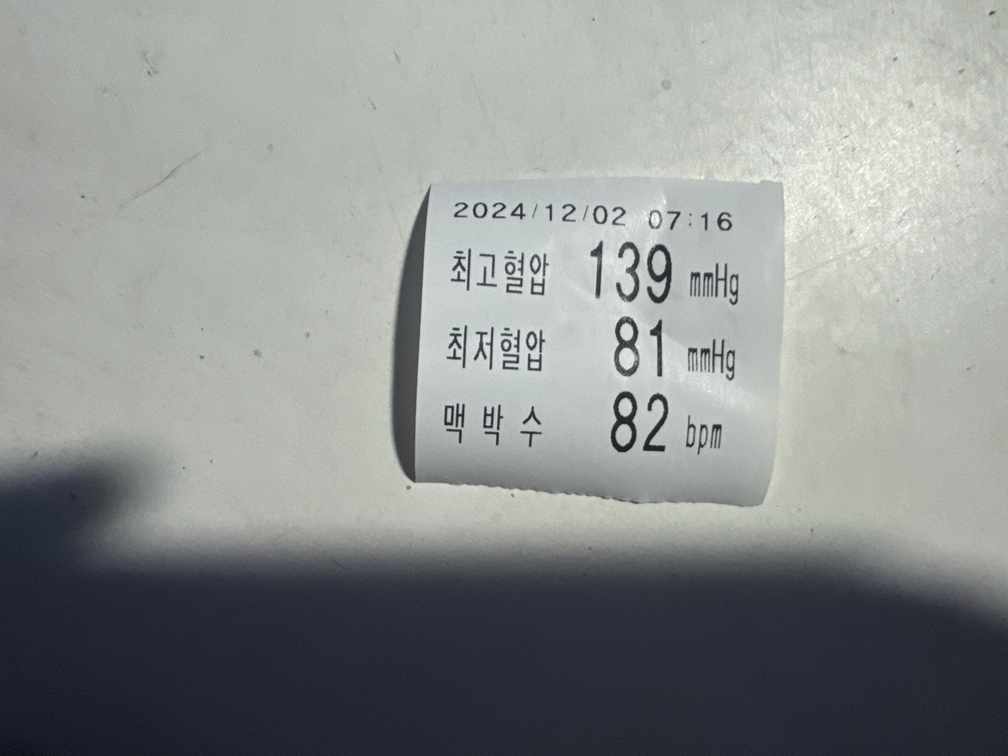 2024/12/02 07:16
최고혈압 139 mmHg
최저혈압 81 mmHg
맥 박 수 82 bpm